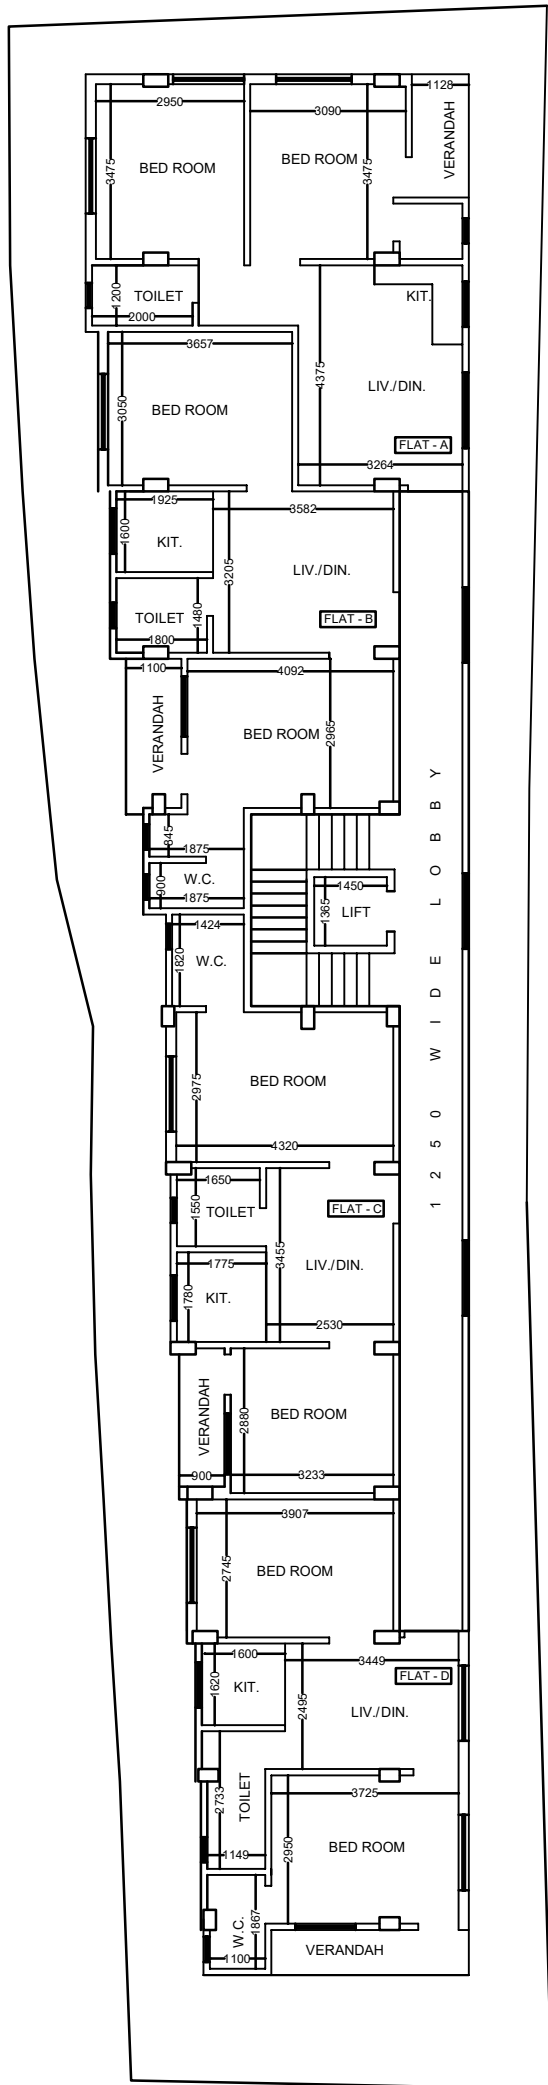 1128
2950
3090
VERANDAH
BED ROOM
BED ROOM
3475
3475
TOILET
1200
2000
KIT.
3657
4375
LIV./DIN.
3050
BED ROOM
FLAT - A
3264
1925
3582
1600
KIT.
LIV./DIN.
3205
TOILET
1480
FLAT - B
1800
1100
4092
VERANDAH
BED ROOM
2965
1250 WIDE LOBBY
845
1875
W.C.
900
1875
1450
1365
LIFT
1424
1820
W.C.
BED ROOM
2975
4320
1650
1550
TOILET
FLAT - C
3455
LIV./DIN.
1775
1780
KIT.
2530
VERANDAH
2880
BED ROOM
900
3233
3907
2745
BED ROOM
1600
3449
1620
KIT.
FLAT - D
2495
LIV./DIN.
2733
TOILET
3725
1149
2950
BED ROOM
W.C.
1867
1100
VERANDAH